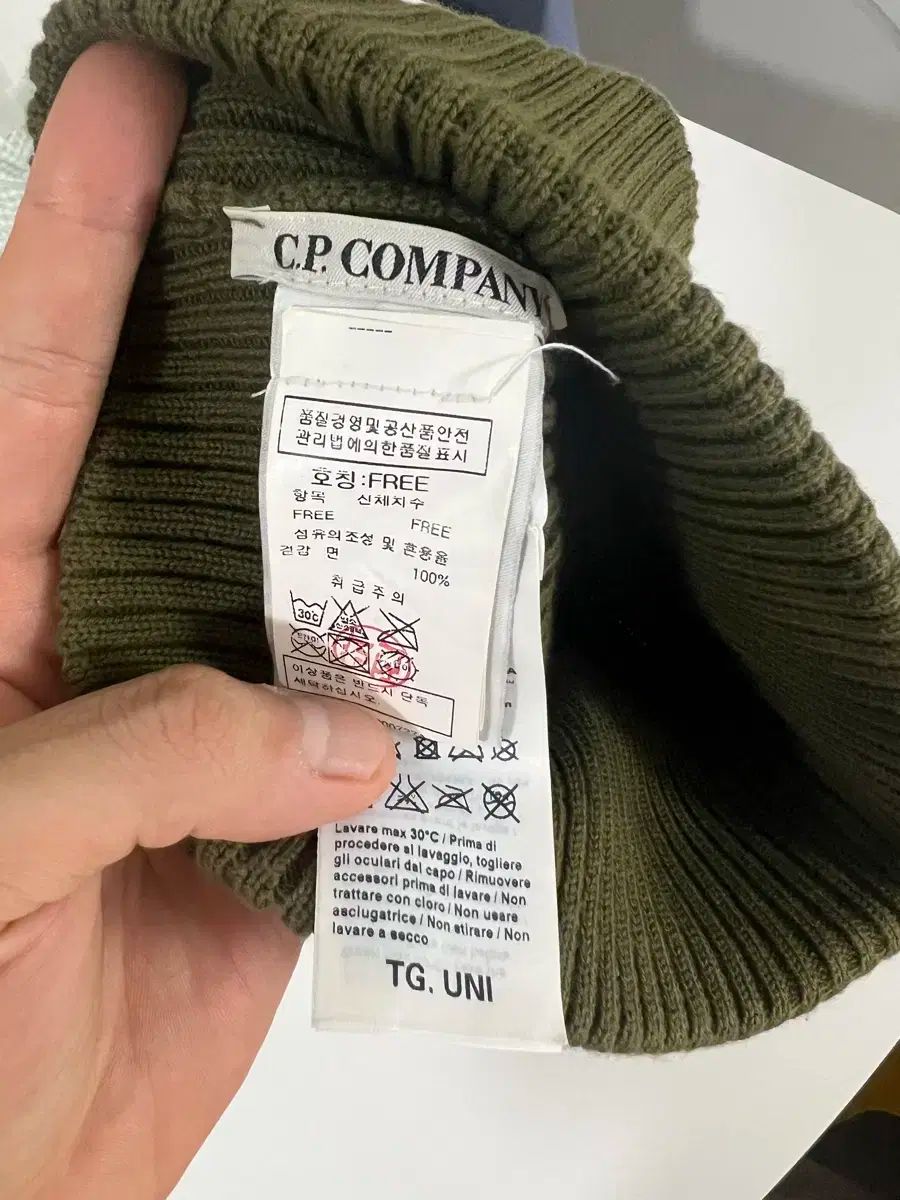 C.P. COMPANY
-----
품질경영및공산품안전
관리법에의한품질표시
호칭:FREE
항목 신체치수
FREE FREE
섬유의조성 및 혼용율
겉감 면
100%
취급주의
30℃
이상품은 반드시 단독
세탁하십시오.
Lavare max 30°C / Prima di
procedere al lavaggio, togliere
gli oculari dal capo / Rimuovere
accessori prima di lavare / Non
trattare con cloro / Non usare
asciugatrice / Non stirare / Non
lavare a secco
TG. UNI